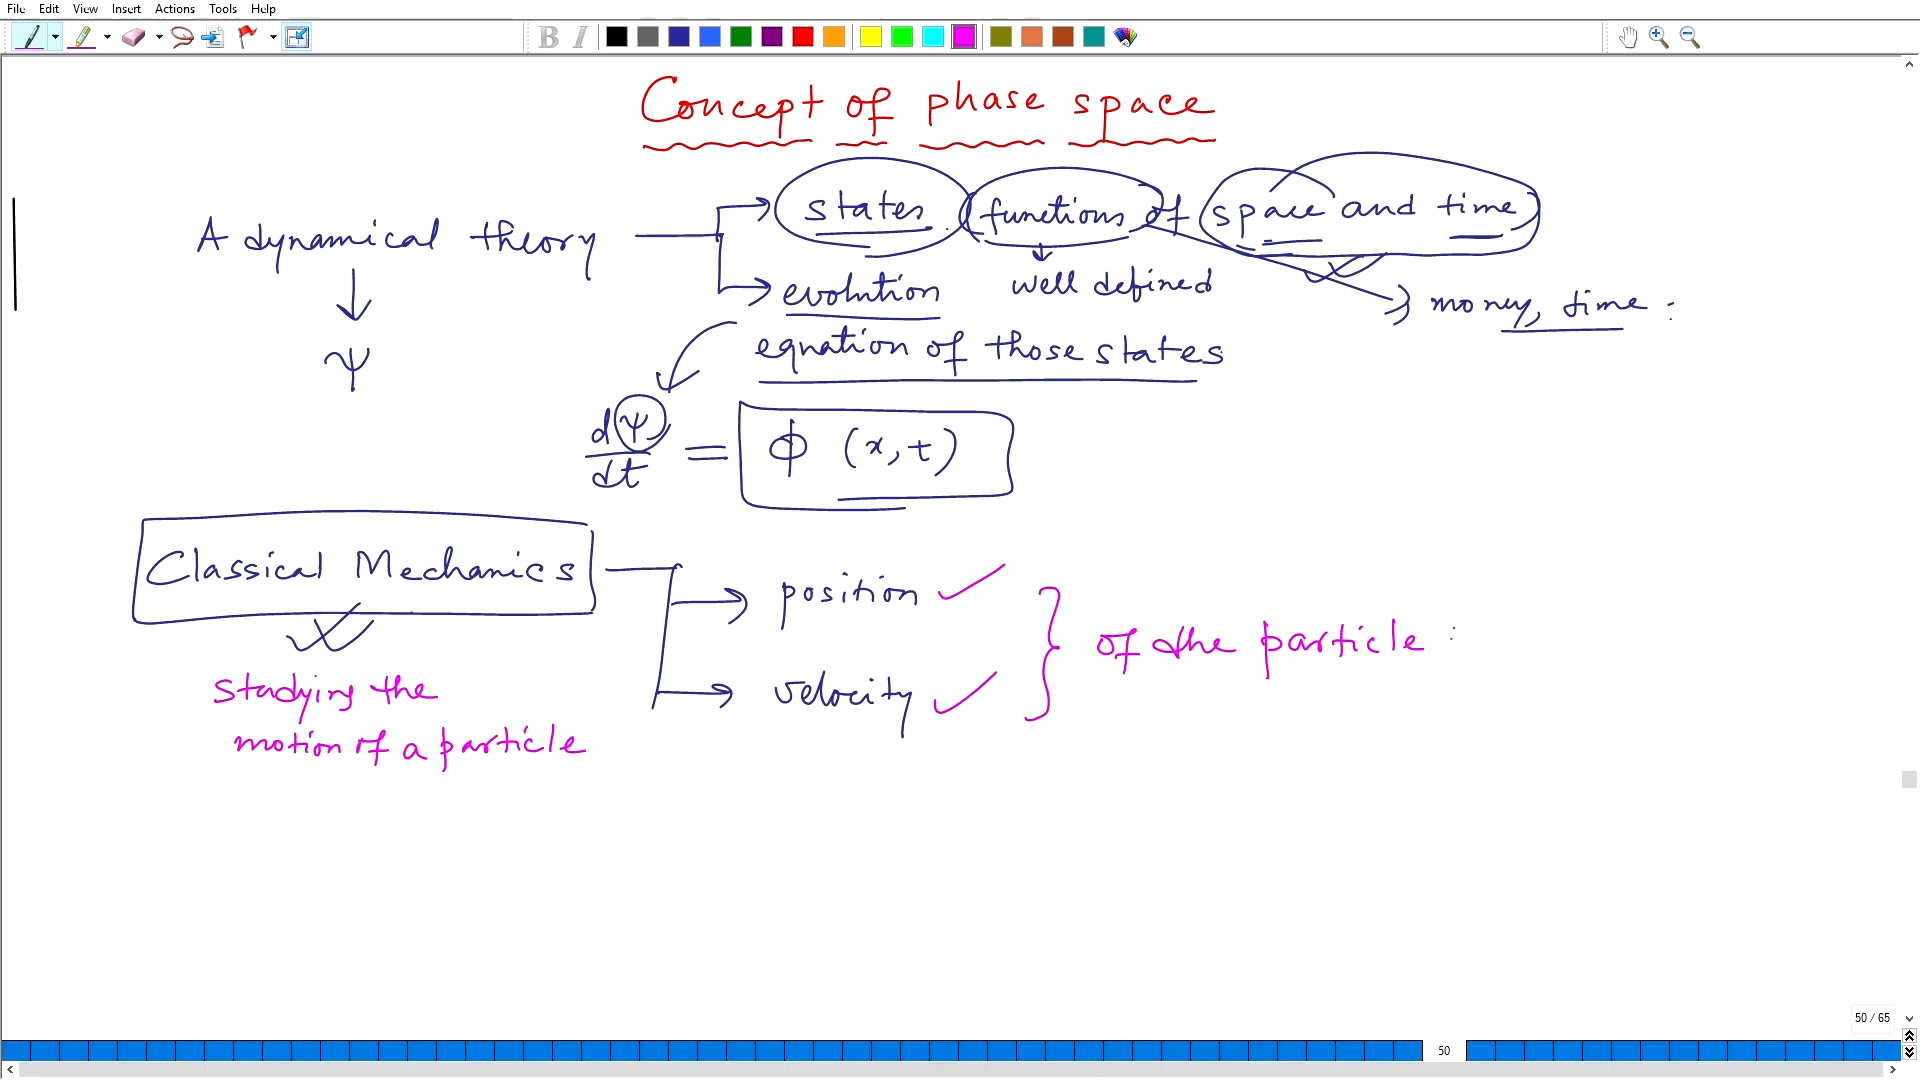 File Edit View Insert Actions Tools Help
B I
Concept of phase space
A dynamical theory → states (functions of space and time)
↓ → evolution well defined → money, time :
Ψ equation of those states
dΨ/dt = φ (x,t)
Classical Mechanics → position ✓
→ velocity ✓ } of the particle :
studying the
motion of a particle
50 / 65
50